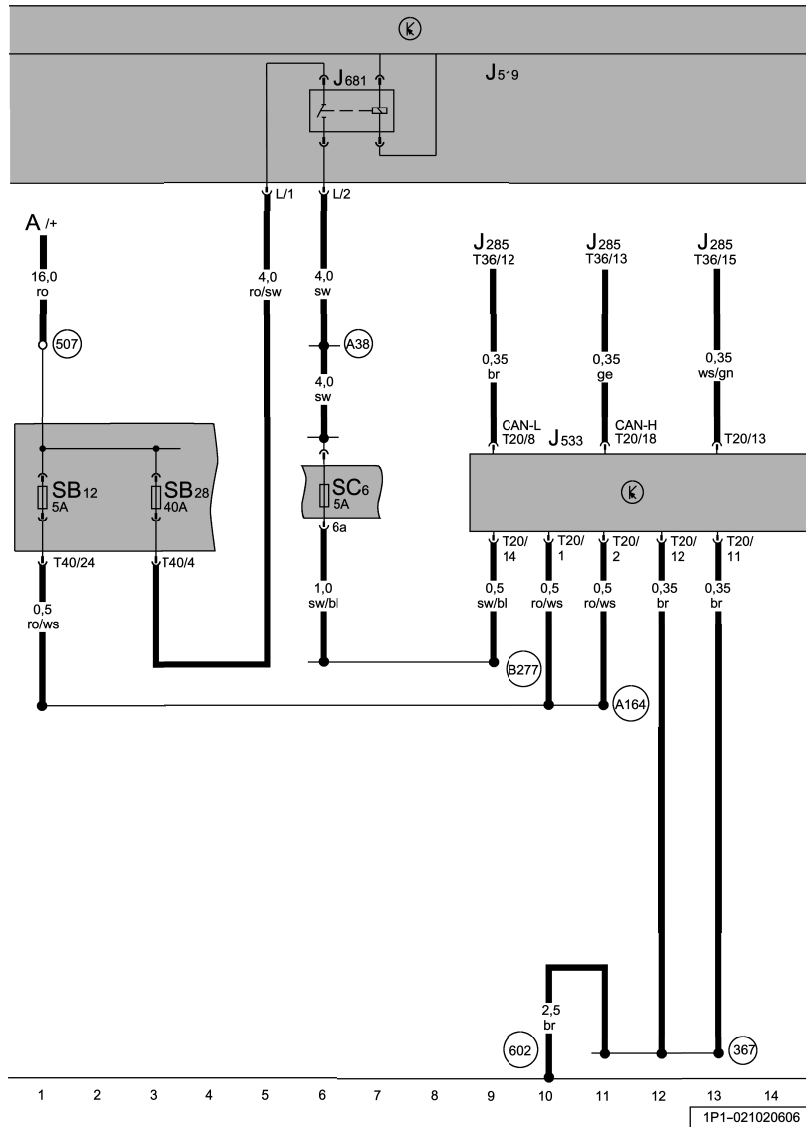 K
J681
J519
L/1
L/2
A /+
J285
T36/12
J285
T36/13
J285
T36/15
16,0
ro
4,0
ro/sw
4,0
sw
507
A38
0,35
br
0,35
ge
0,35
ws/gn
4,0
sw
CAN-L
T20/8
J533
CAN-H
T20/18
T20/13
SB12
5A
SB28
40A
SC6
5A
K
6a
T40/24
T40/4
T20/
14
T20/
1
T20/
2
T20/
12
T20/
11
0,5
ro/ws
1,0
sw/bl
0,5
sw/bl
0,5
ro/ws
0,5
ro/ws
0,35
br
0,35
br
B277
A164
2,5
br
602
367
1 2 3 4 5 6 7 8 9 10 11 12 13 14
1P1-021020606